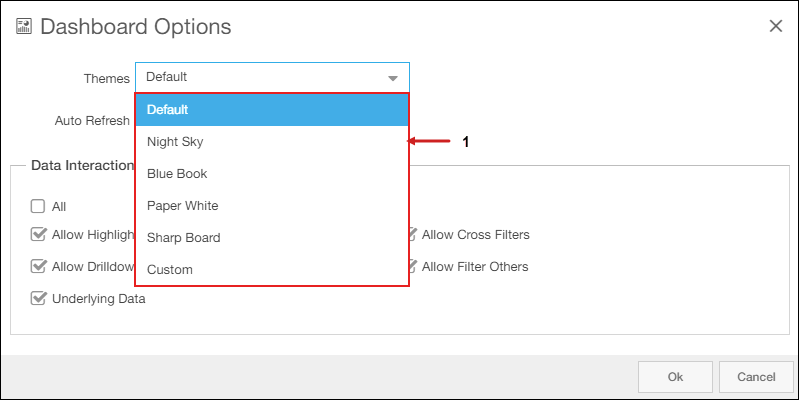 Dashboard Options
Themes Default
Default
Auto Refresh
Night Sky
1
Data Interaction
Blue Book
All
Paper White
Allow Highligh
Sharp Board
Allow Cross Filters
Allow Drilldow
Custom
Allow Filter Others
Underlying Data
Ok
Cancel